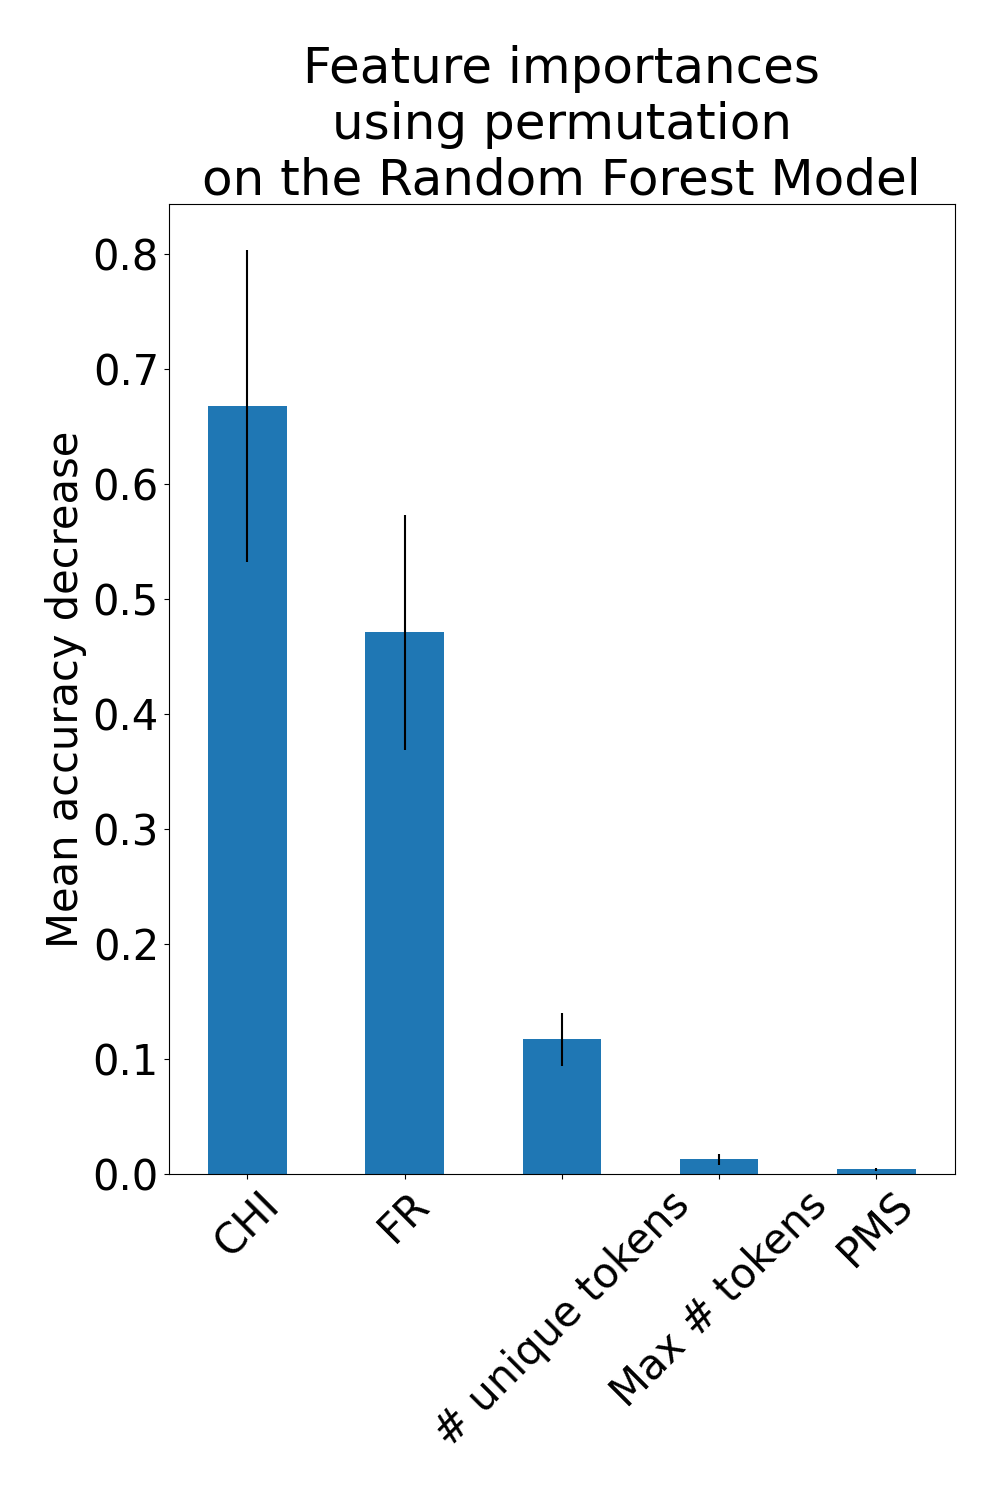 Feature importances
using permutation
on the Random Forest Model
Mean accuracy decrease
0.8
0.7
0.6
0.5
0.4
0.3
0.2
0.1
0.0
CHI
FR
# unique tokens
Max # tokens
PMS